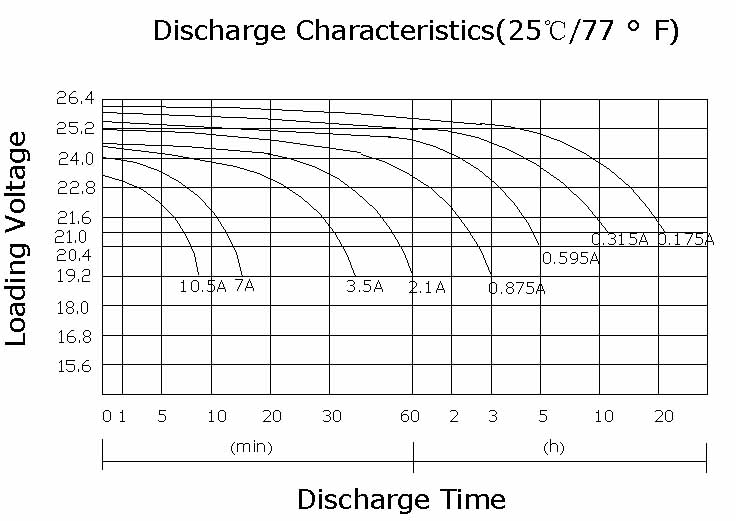 Discharge Characteristics(25℃/77 ° F)
Loading Voltage
26.4
25.2
24.0
22.8
21.6
21.0
20.4
19.2
18.0
16.8
15.6
0.315A 0.175A
0.595A
10.5A 7A 3.5A 2.1A 0.875A
0 1 5 10 20 30 60 2 3 5 10 20
(min) (h)
Discharge Time